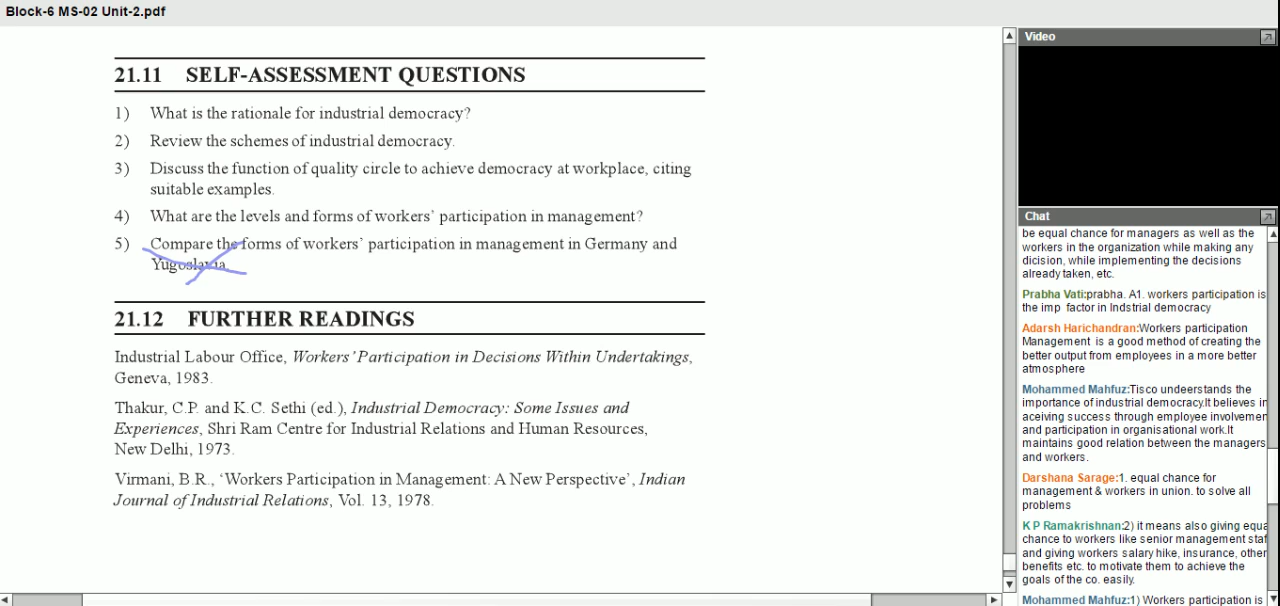 Block-6 MS-02 Unit-2.pdf
21.11 SELF-ASSESSMENT QUESTIONS
1) What is the rationale for industrial democracy?
2) Review the schemes of industrial democracy.
3) Discuss the function of quality circle to achieve democracy at workplace, citing
suitable examples.
4) What are the levels and forms of workers' participation in management?
5) Compare the forms of workers' participation in management in Germany and
Yugoslavia.
21.12 FURTHER READINGS
Industrial Labour Office, Workers' Participation in Decisions Within Undertakings,
Geneva, 1983.
Thakur, C.P. and K.C. Sethi (ed.), Industrial Democracy: Some Issues and
Experiences, Shri Ram Centre for Industrial Relations and Human Resources,
New Delhi, 1973.
Virmani, B.R., 'Workers Participation in Management: A New Perspective', Indian
Journal of Industrial Relations, Vol. 13, 1978.
Video
Chat
be equal chance for managers as well as the
workers in the organization while making any
dicision, while implementing the decisions
already taken, etc.
Prabha Vati:prabha. A1. workers participation is
the imp factor in Indstrial democracy
Adarsh Harichandran:Workers participation
Management is a good method of creating the
better output from employees in a more better
atmosphere
Mohammed Mahfuz:Tisco undeerstands the
importance of industrial democracy.It believes in
aceiving success through employee involvemen
and participation in organisational work.It
maintains good relation between the managers
and workers.
Darshana Sarage:1. equal chance for
management & workers in union. to solve all
problems
K P Ramakrishnan:2) it means also giving equa
chance to workers like senior management staf
and giving workers salary hike, insurance, other
benefits etc. to motivate them to achieve the
goals of the co. easily.
Mohammed Mahfuz:1) Workers participation is